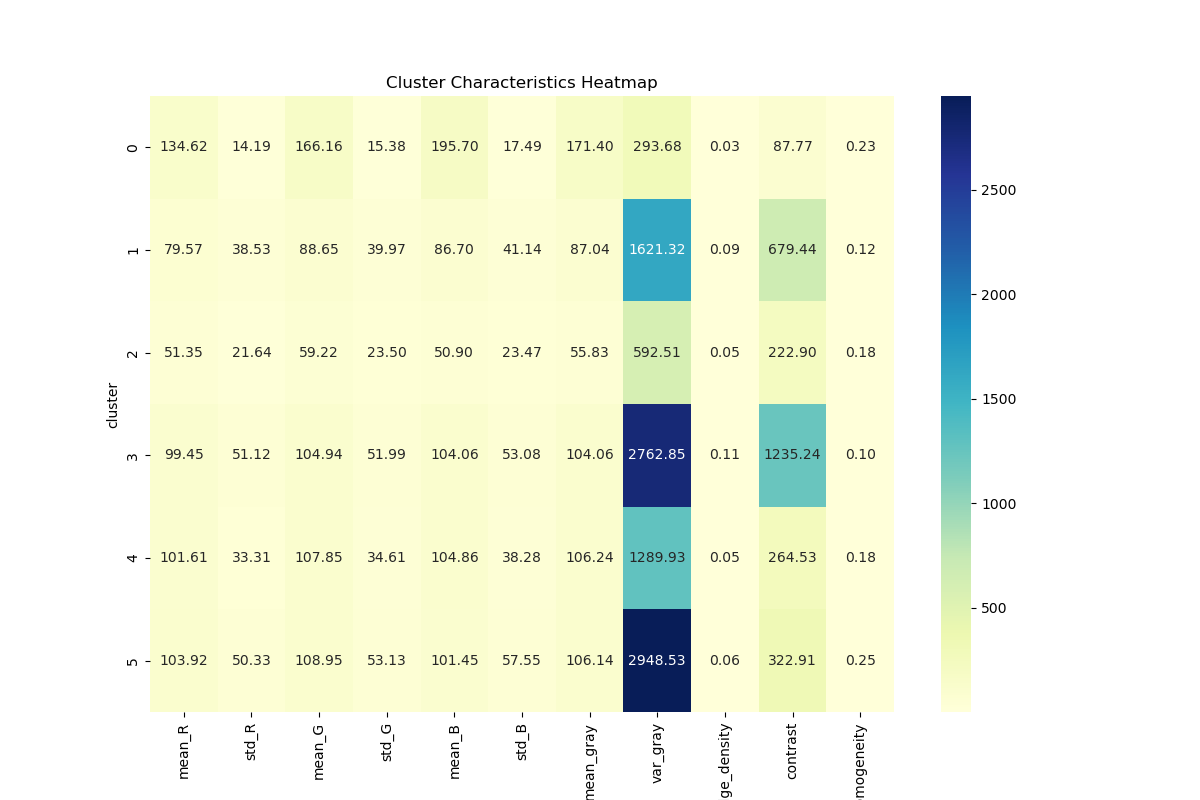 Cluster Characteristics Heatmap
cluster
0 134.62 14.19 166.16 15.38 195.70 17.49 171.40 293.68 0.03 87.77 0.23
1 79.57 38.53 88.65 39.97 86.70 41.14 87.04 1621.32 0.09 679.44 0.12
2 51.35 21.64 59.22 23.50 50.90 23.47 55.83 592.51 0.05 222.90 0.18
3 99.45 51.12 104.94 51.99 104.06 53.08 104.06 2762.85 0.11 1235.24 0.10
4 101.61 33.31 107.85 34.61 104.86 38.28 106.24 1289.93 0.05 264.53 0.18
5 103.92 50.33 108.95 53.13 101.45 57.55 106.14 2948.53 0.06 322.91 0.25
mean_R std_R mean_G std_G mean_B std_B mean_gray var_gray ge_density contrast mogeneity
2500
2000
1500
1000
500